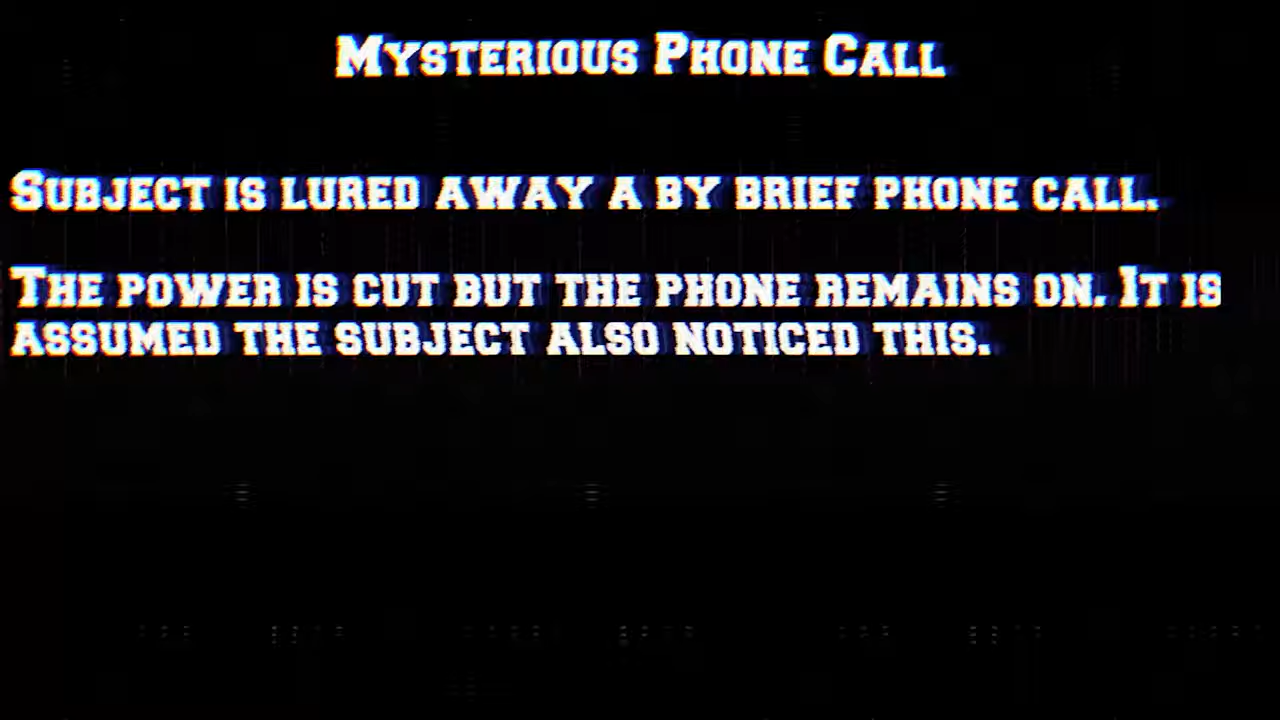 Mysterious Phone Call
Subject is lured away a by brief phone call.
The power is cut but the phone remains on. It is
assumed the subject also noticed this.